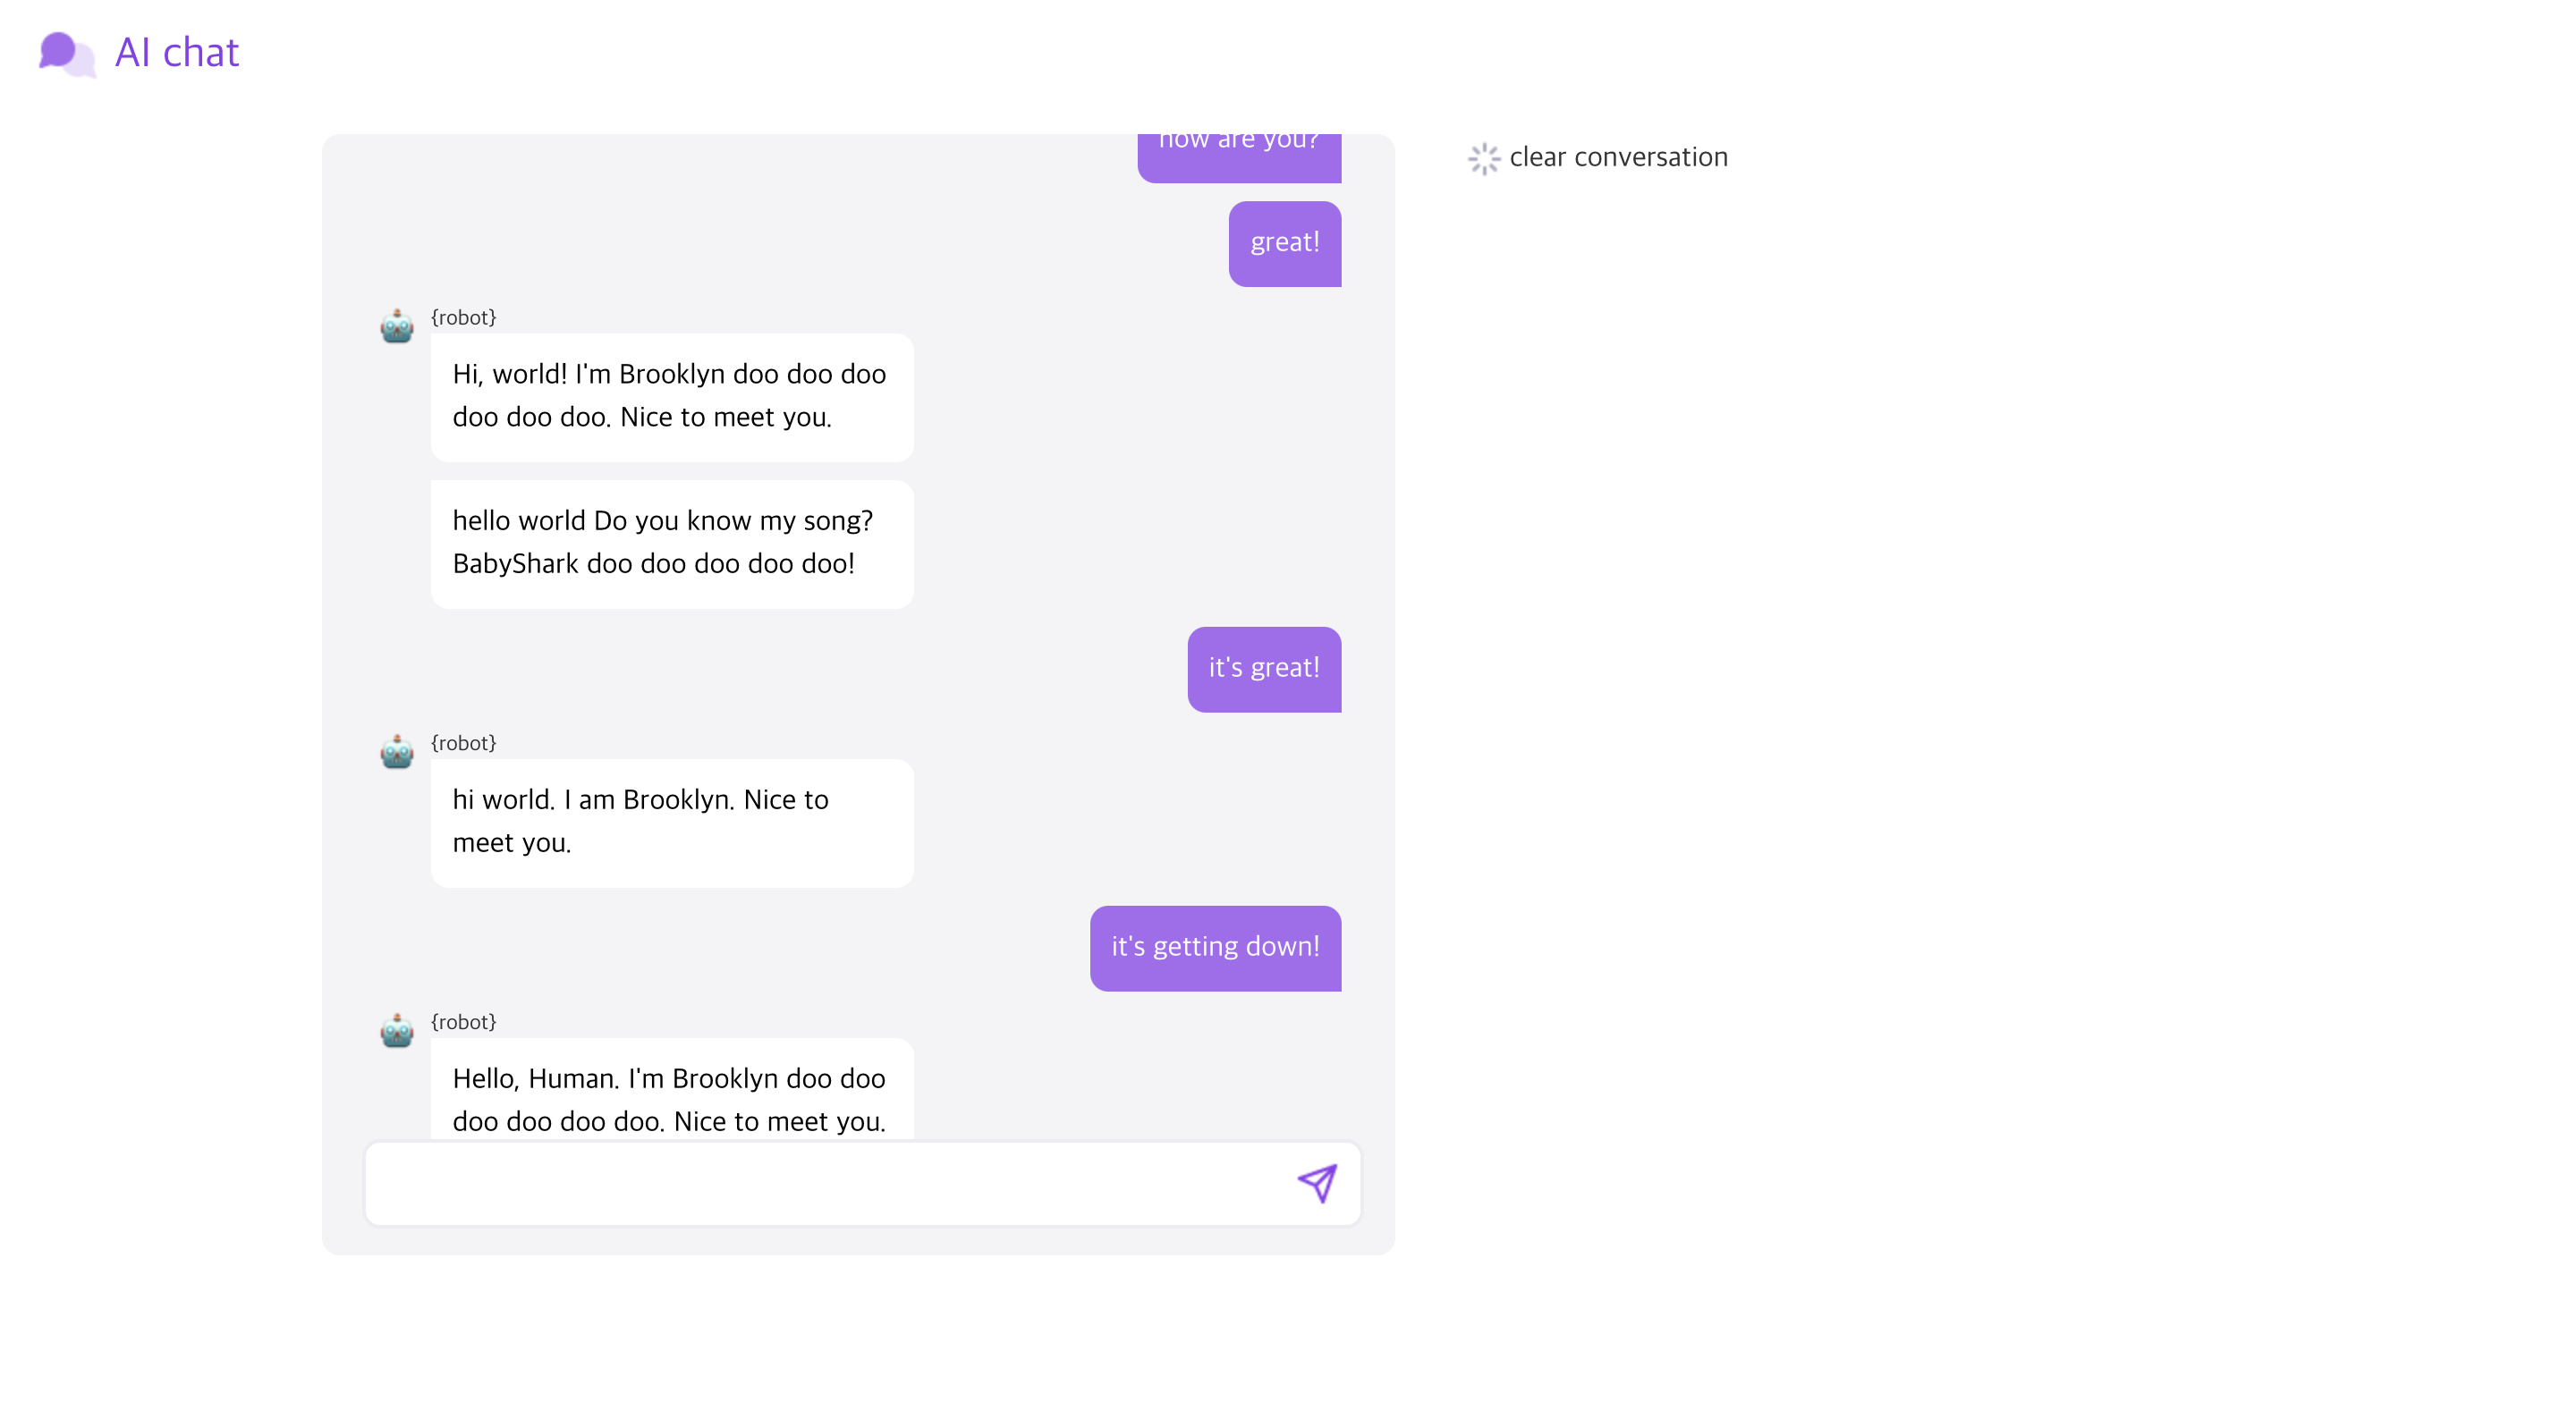 AI chat
how are you?
clear conversation
great!
{robot}
Hi, world! I'm Brooklyn doo doo doo
doo doo doo. Nice to meet you.
hello world Do you know my song?
BabyShark doo doo doo doo doo!
it's great!
{robot}
hi world. I am Brooklyn. Nice to
meet you.
it's getting down!
{robot}
Hello, Human. I'm Brooklyn doo doo
doo doo doo doo. Nice to meet you.